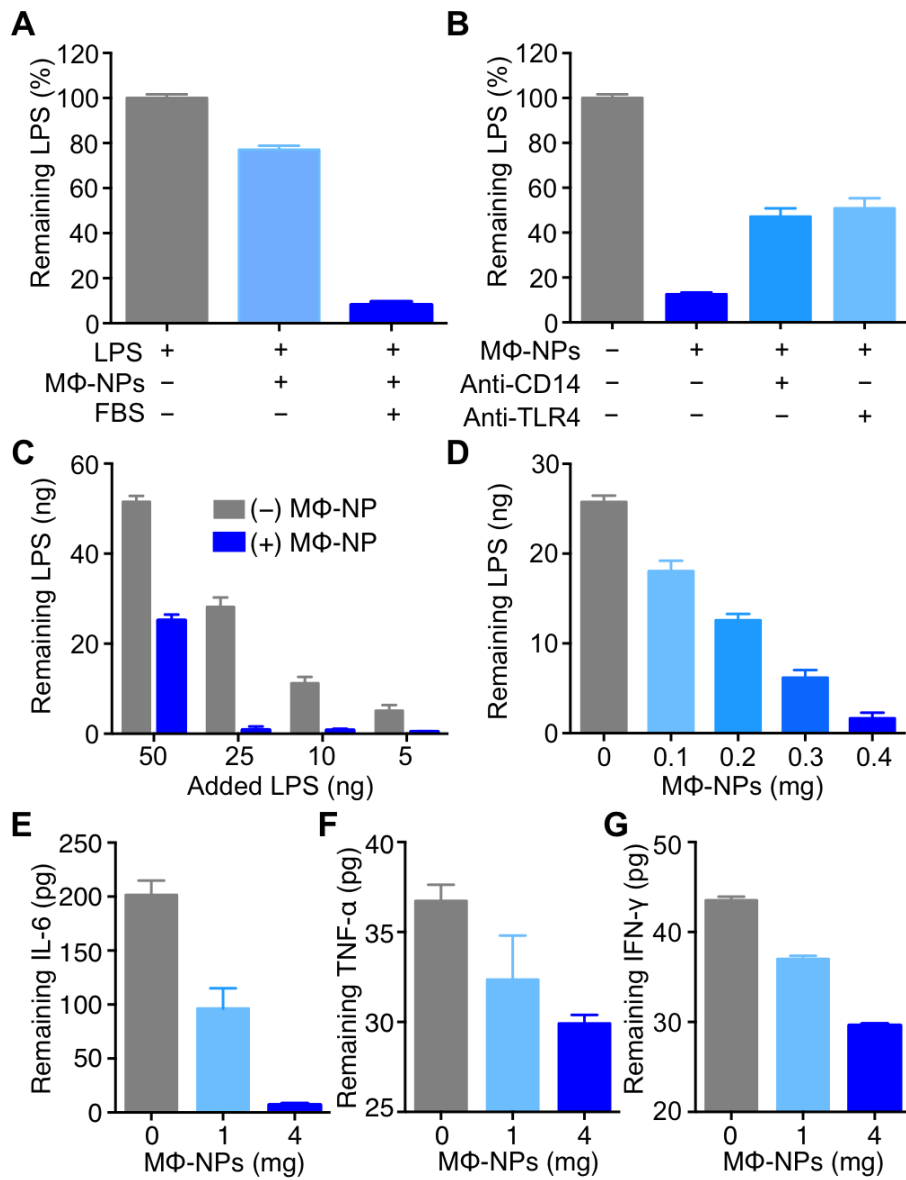 A
Remaining LPS (%)
120
100
80
60
40
20
0
LPS + + +
MΦ-NPs – + +
FBS – – +
B
Remaining LPS (%)
120
100
80
60
40
20
0
MΦ-NPs – + + +
Anti-CD14 – – + –
Anti-TLR4 – – – +
C
Remaining LPS (ng)
60
40
20
0
(–) MΦ-NP
(+) MΦ-NP
50 25 10 5
Added LPS (ng)
D
Remaining LPS (ng)
30
20
10
0
0 0.1 0.2 0.3 0.4
MΦ-NPs (mg)
E
Remaining IL-6 (pg)
250
200
150
100
50
0
0 1 4
MΦ-NPs (mg)
F
Remaining TNF-α (pg)
40
35
30
25
0 1 4
MΦ-NPs (mg)
G
Remaining IFN-γ (pg)
50
40
30
20
0 1 4
MΦ-NPs (mg)